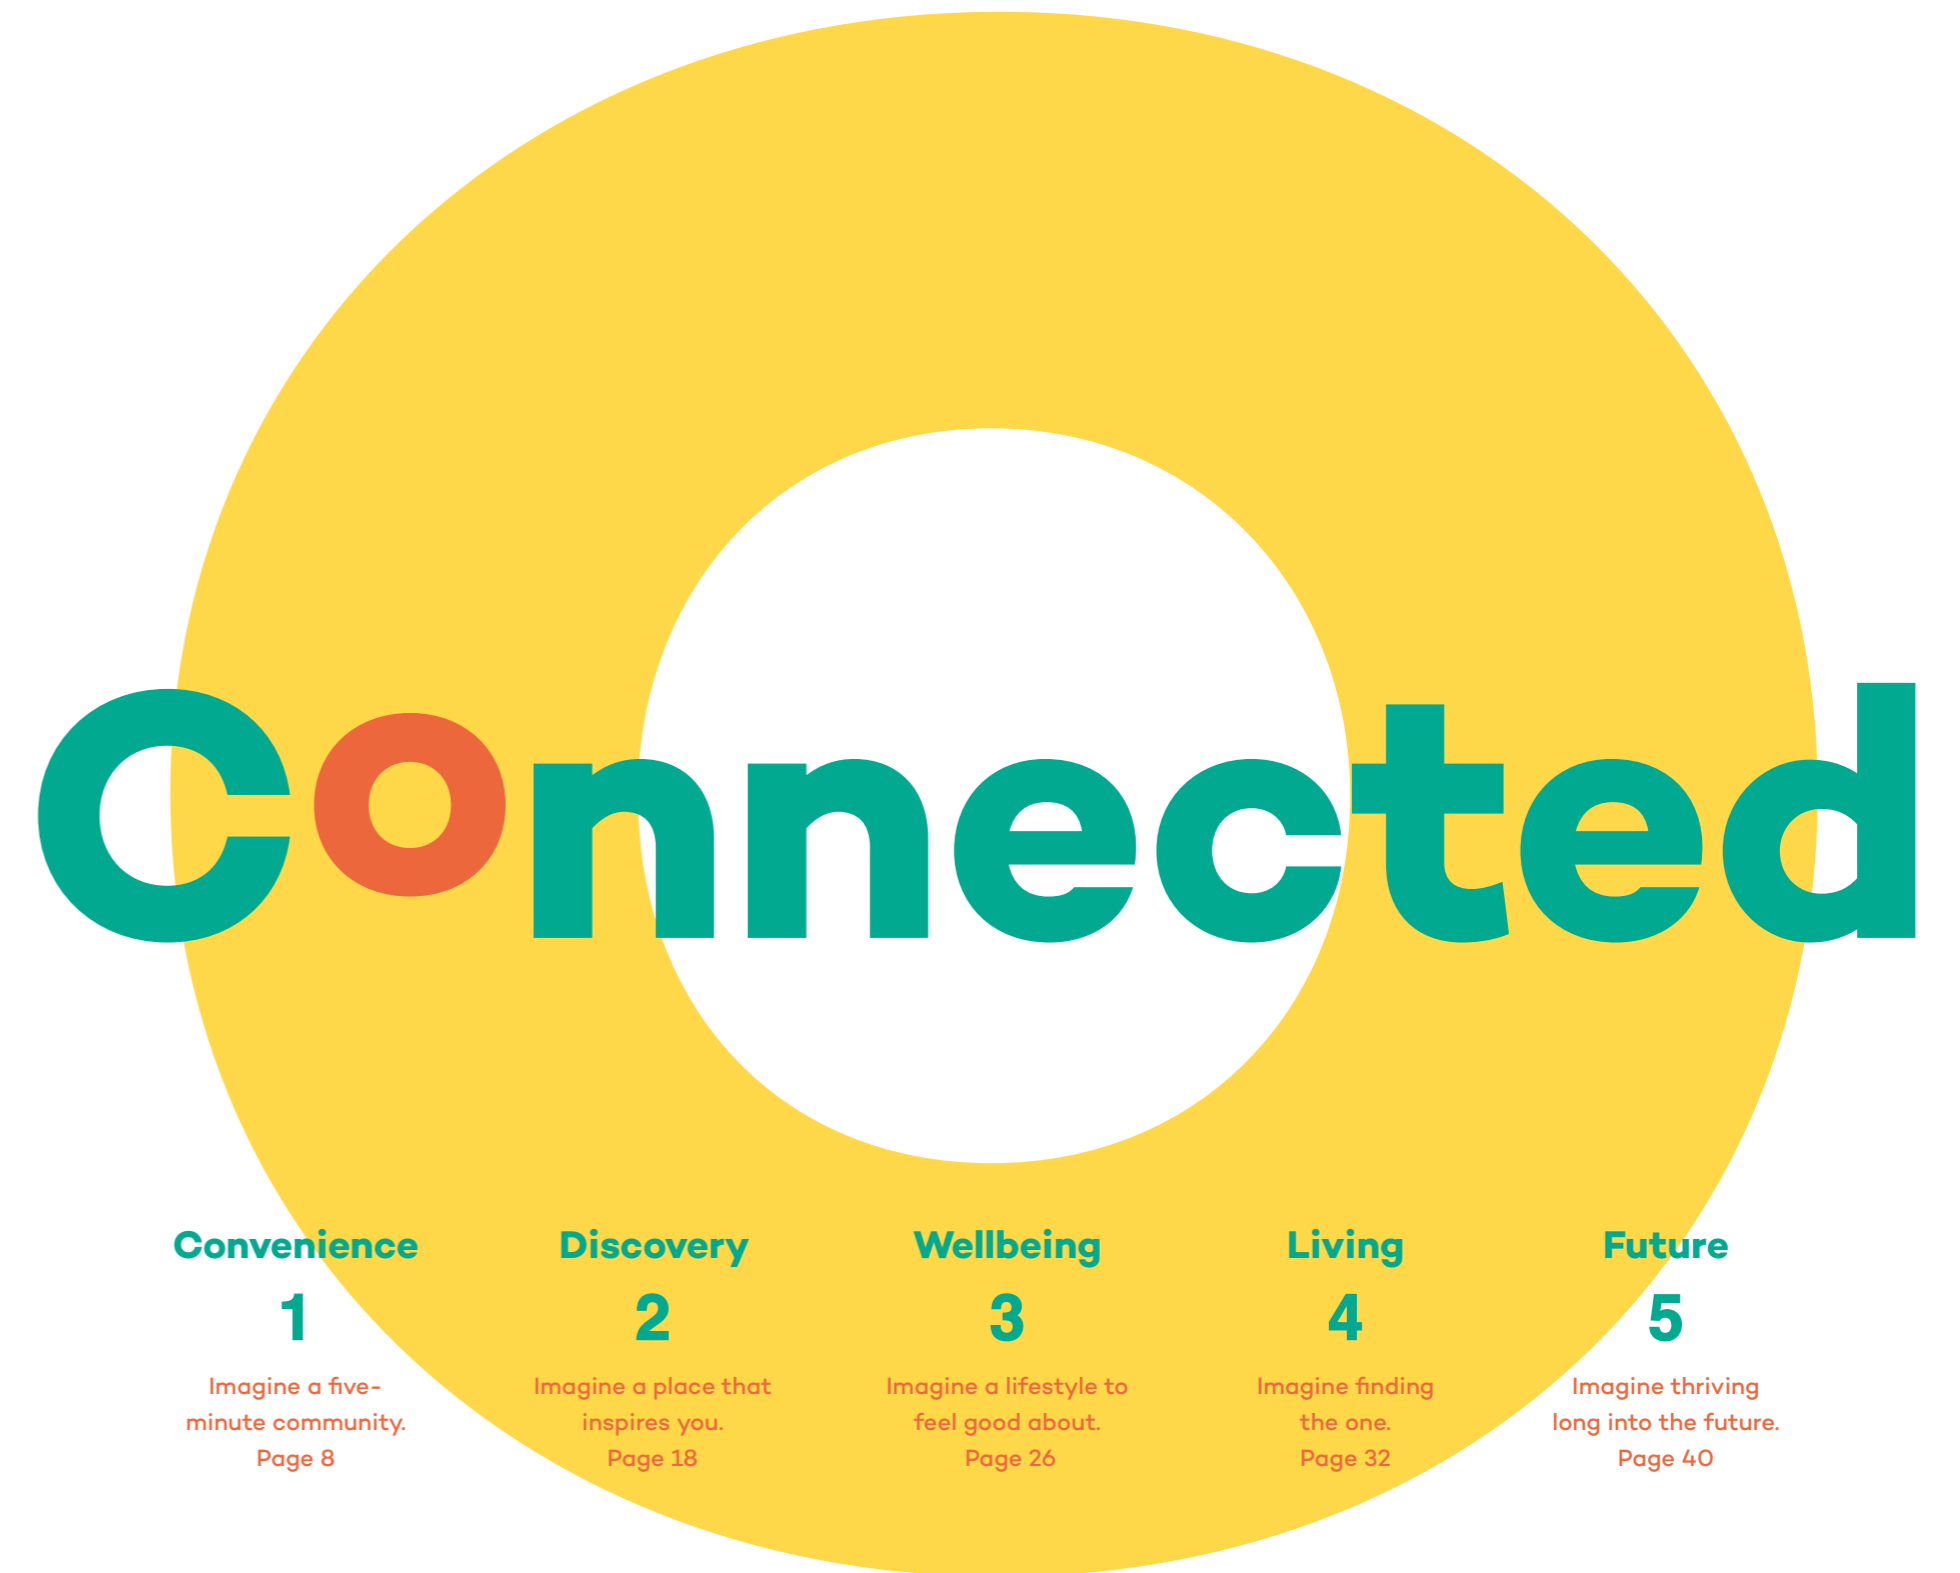 Connected
Convenience
1
Imagine a five-
minute community.
Page 8
Discovery
2
Imagine a place that
inspires you.
Page 18
Wellbeing
3
Imagine a lifestyle to
feel good about.
Page 26
Living
4
Imagine finding
the one.
Page 32
Future
5
Imagine thriving
long into the future.
Page 40